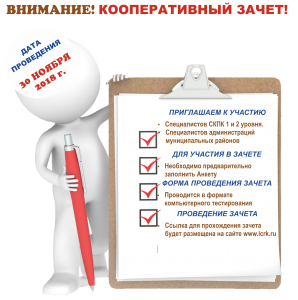 ВНИМАНИЕ! КООПЕРАТИВНЫЙ ЗАЧЕТ!
ДАТА
ПРОВЕДЕНИЯ
30 НОЯБРЯ
2018 г.
ПРИГЛАШАЕМ К УЧАСТИЮ
- Специалистов СКПК 1 и 2 уровня.
- Специалистов администраций
муниципальных районов
ДЛЯ УЧАСТИЯ В ЗАЧЕТЕ
- Необходимо предварительно
заполнить Анкету
ФОРМА ПРОВЕДЕНИЯ ЗАЧЕТА
- Проводится в формате
компьютерного тестирования
ПРОВЕДЕНИЕ ЗАЧЕТА
Ссылка для прохождения зачета
будет размещена на сайте www.lcrk.ru